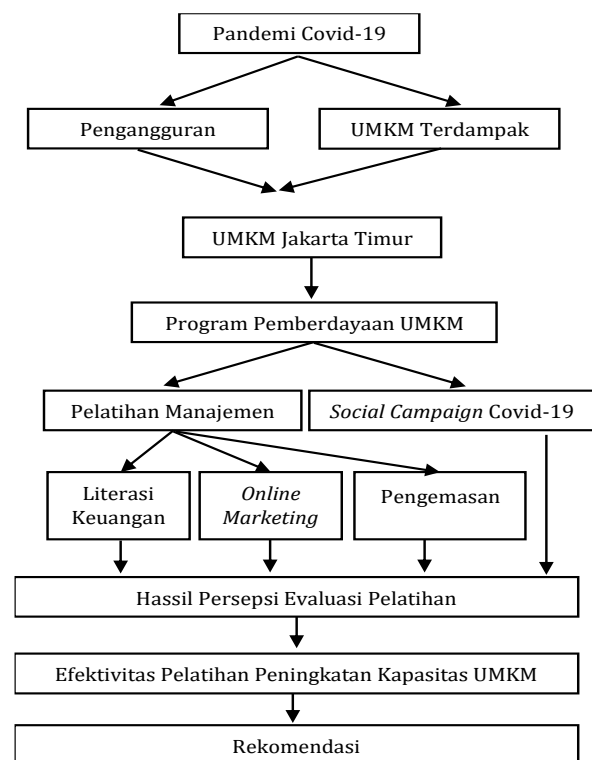 Pandemi Covid-19
Pengangguran
UMKM Terdampak
UMKM Jakarta Timur
Program Pemberdayaan UMKM
Pelatihan Manajemen
Social Campaign Covid-19
Literasi
Keuangan
Online
Marketing
Pengemasan
Hassil Persepsi Evaluasi Pelatihan
Efektivitas Pelatihan Peningkatan Kapasitas UMKM
Rekomendasi